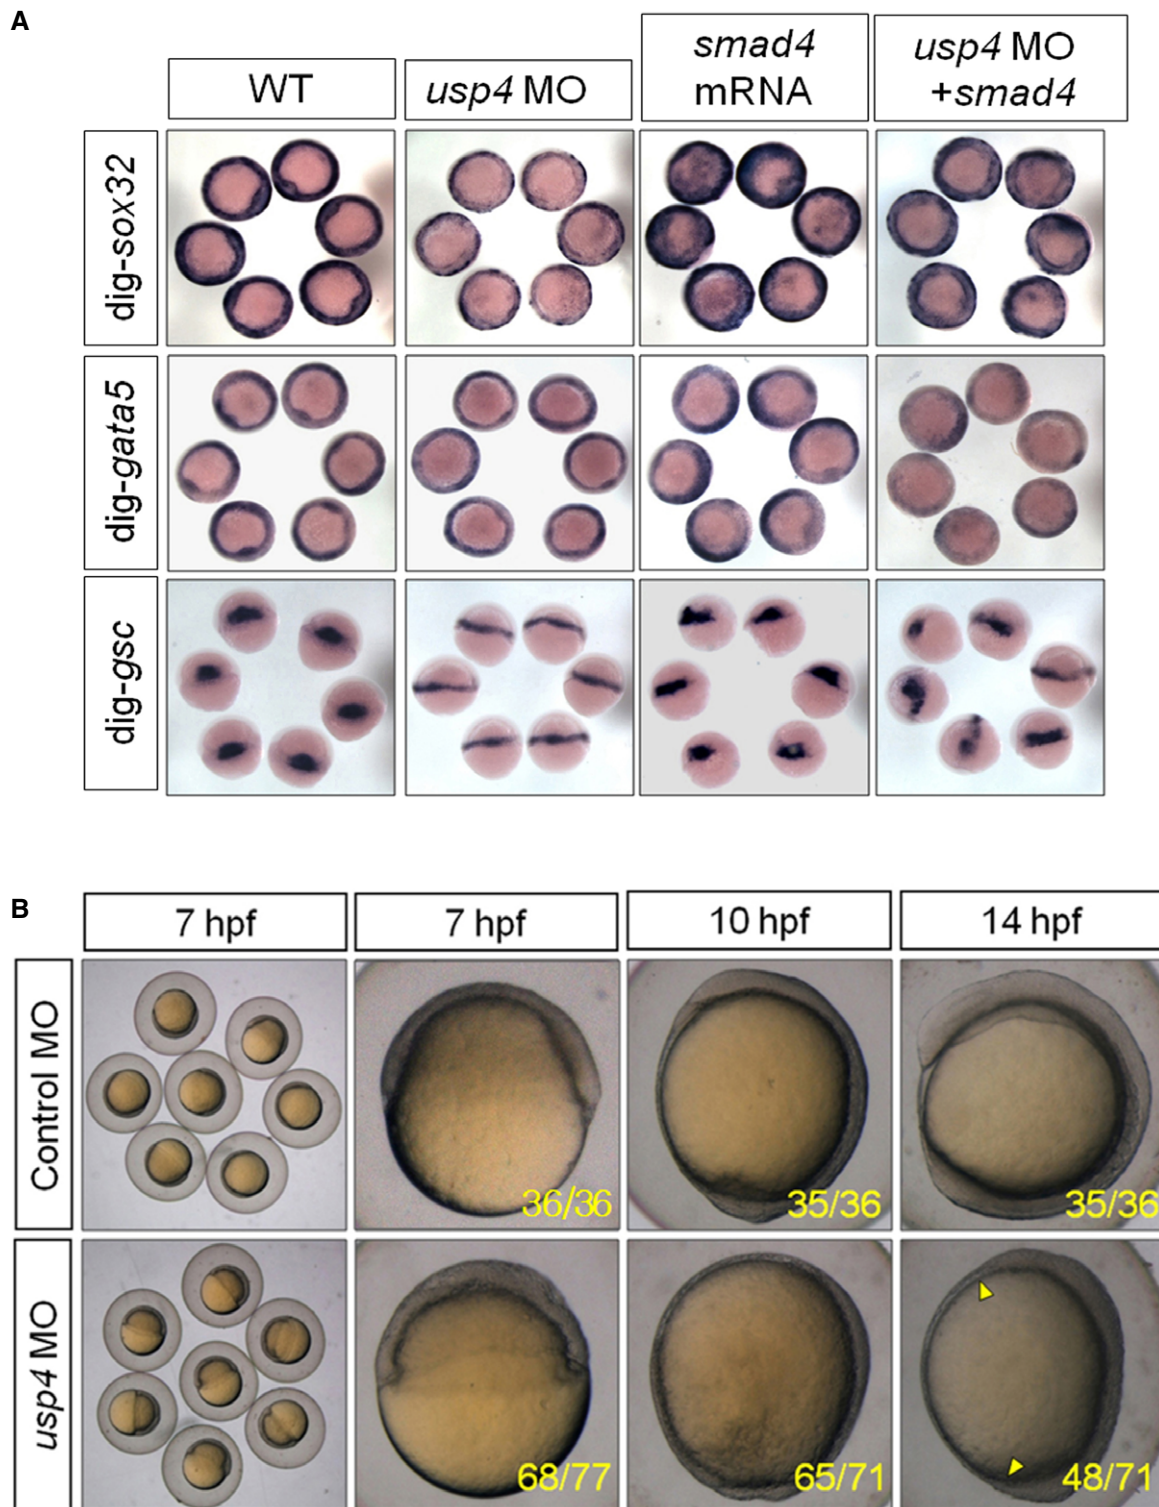 A
WT
usp4 MO
smad4
mRNA
usp4 MO
+smad4
dig-sox32
dig-gata5
dig-gsc
B
7 hpf
7 hpf
10 hpf
14 hpf
Control MO
36/36
35/36
35/36
usp4 MO
68/77
65/71
48/71